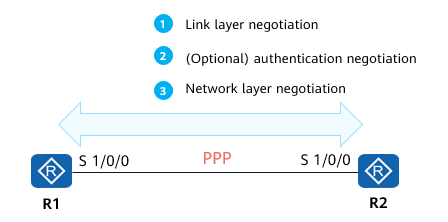 1 Link layer negotiation
2 (Optional) authentication negotiation
3 Network layer negotiation
S 1/0/0 PPP S 1/0/0
R R
R1 R2